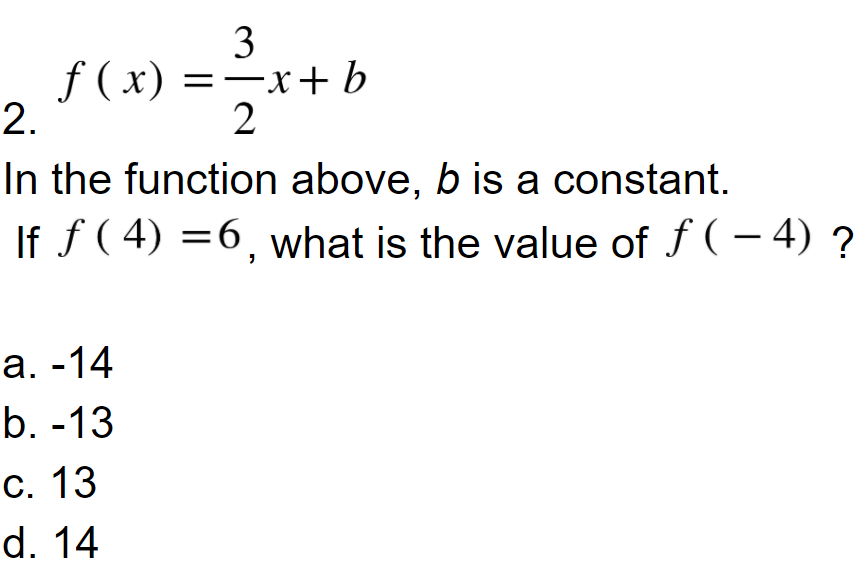 2. f ( x ) = 3/2 x + b
In the function above, b is a constant.
If f ( 4) =6 , what is the value of f ( − 4) ?
a. -14
b. -13
c. 13
d. 14